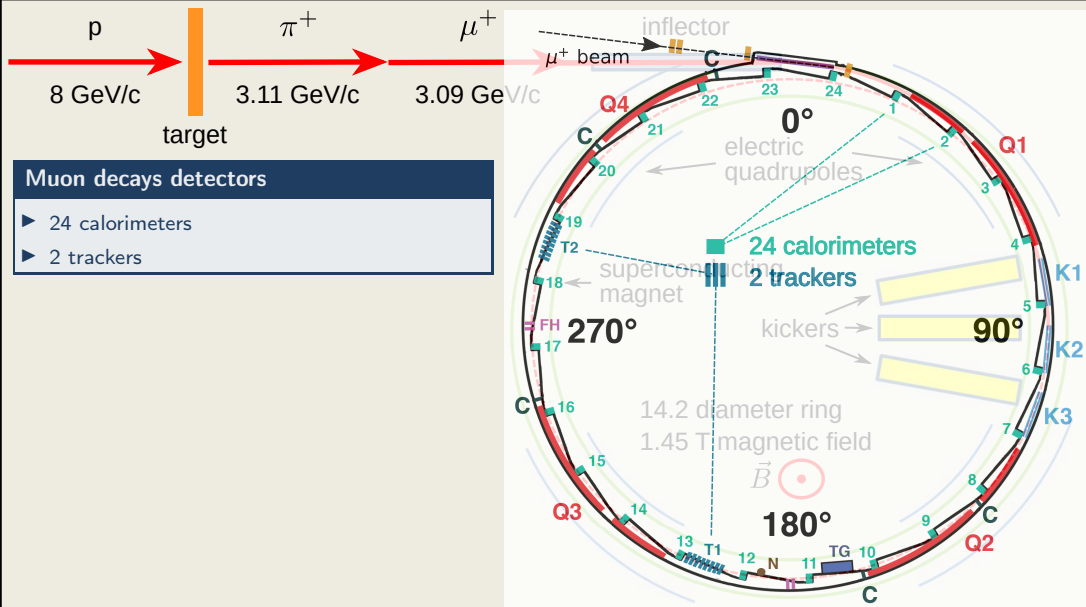 p
π+
μ+
8 GeV/c
3.11 GeV/c
3.09 GeV/c
target
Muon decays detectors
24 calorimeters
2 trackers
inflector
μ+ beam
C
22
23
24
1
Q4
21
0°
2
Q1
C
20
electric
quadrupoles
3
19
T2
4
24 calorimeters
K1
superconducting
magnet
2 trackers
18
5
FH
270°
kickers
90°
17
K2
6
C
16
14.2 diameter ring
K3
1.45 T magnetic field
7
15
B
8
Q3
14
180°
C
9
Q2
13
T1
12
N
11
TG
10
C